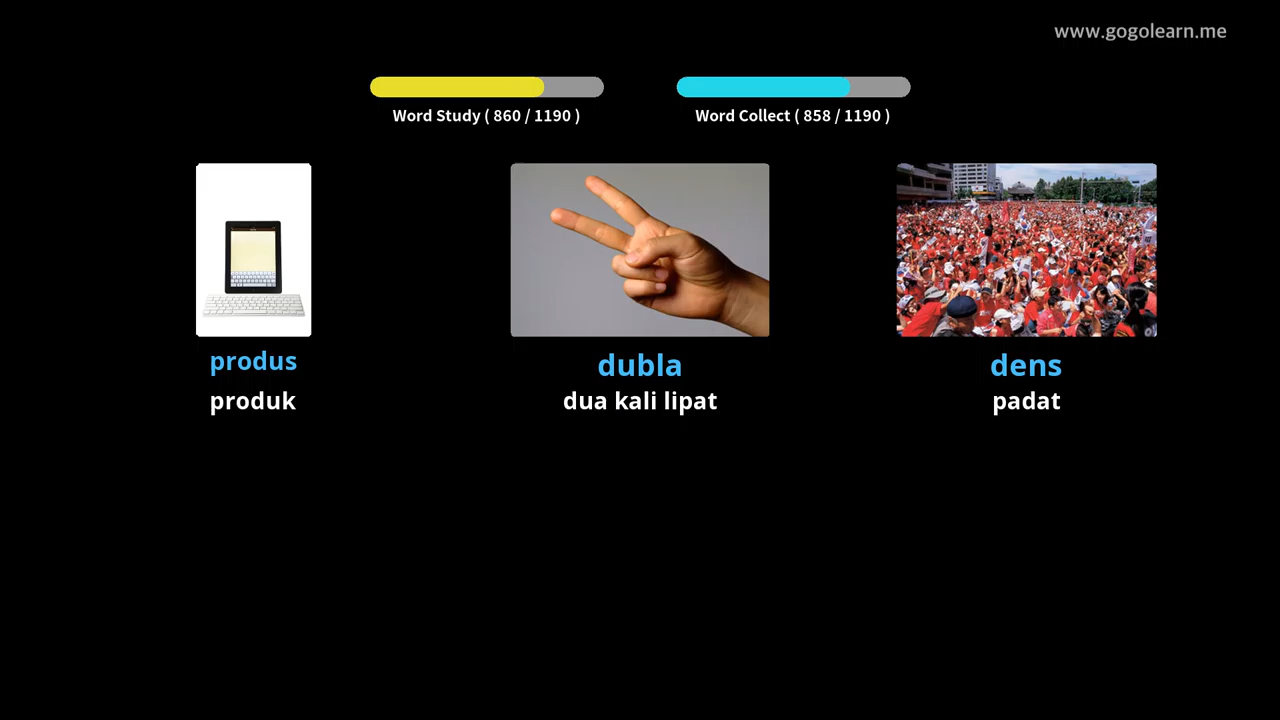 www.gogolearn.me
Word Study ( 860 / 1190 )
Word Collect ( 858 / 1190 )
produs
produk
dubla
dua kali lipat
dens
padat